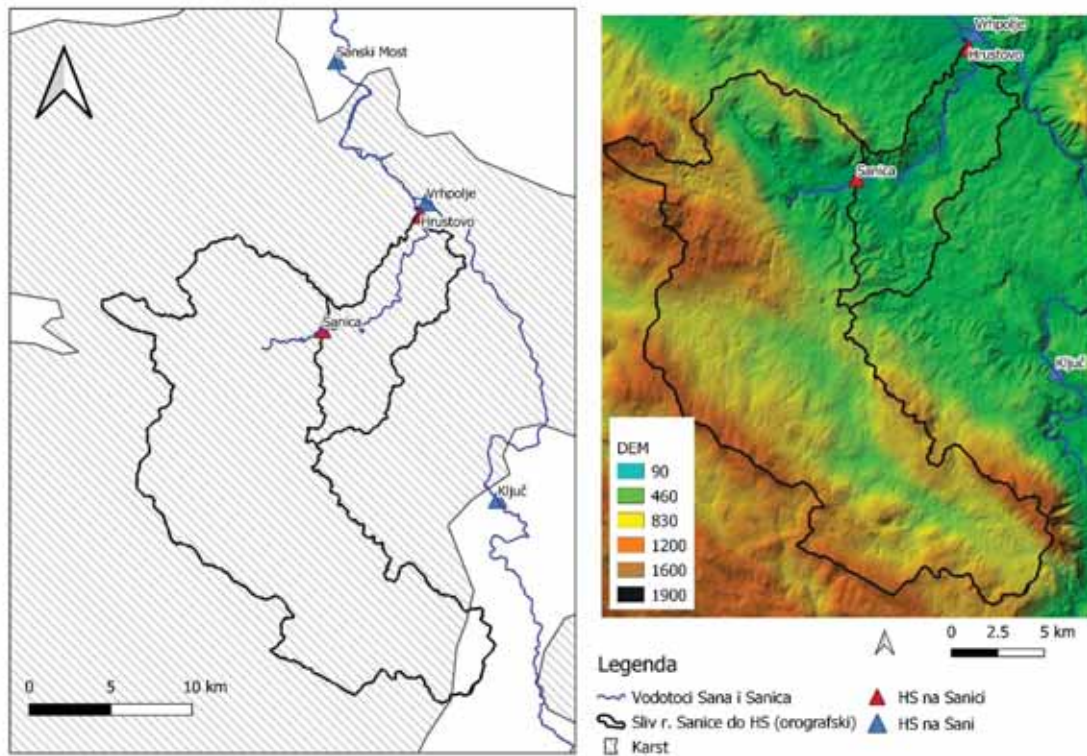 Sanski Most
Vrhpolje
Hrustovo
Sanica
Ključ
0 5 10 km
Vrhpolje
Hrustovo
Sanica
Ključ
DEM
90
460
830
1200
1600
1900
0 2.5 5 km
Legenda
Vodotoci Sana i Sanica
Sliv r. Sanice do HS (orografski)
Karst
HS na Sanici
HS na Sani